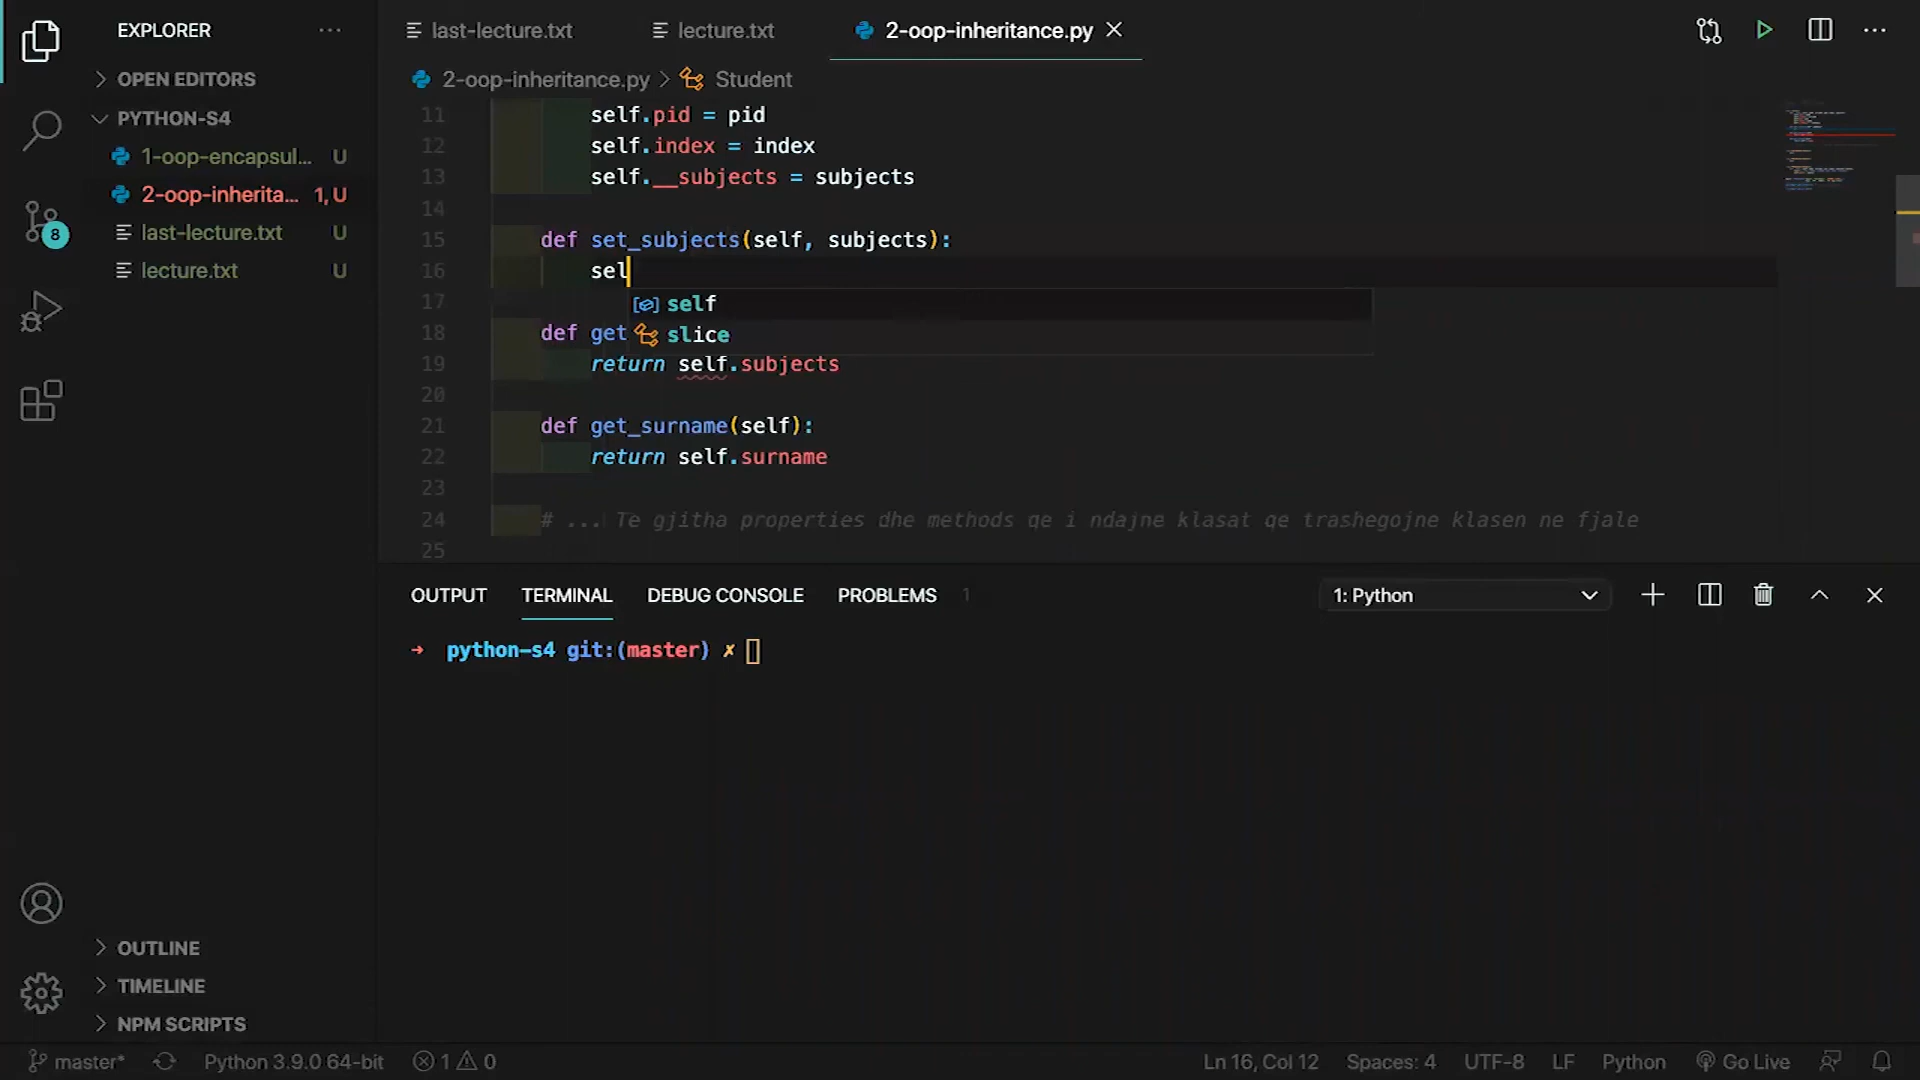 EXPLORER
OPEN EDITORS
PYTHON-S4
1-oop-encapsul... U
2-oop-inherita... 1, U
last-lecture.txt U
lecture.txt U
8
OUTLINE
TIMELINE
NPM SCRIPTS
last-lecture.txt lecture.txt 2-oop-inheritance.py
2-oop-inheritance.py > Student
11 self.pid = pid
12 self.index = index
13 self.__subjects = subjects
14
15 def set_subjects(self, subjects):
16 sel
17 self
18 def get slice
19 return self.subjects
20
21 def get_surname(self):
22 return self.surname
23
24 # ... Te gjitha properties dhe methods qe i ndajne klasat qe trashegojne klasen ne fjale
25
OUTPUT TERMINAL DEBUG CONSOLE PROBLEMS 1 1: Python
→ python-s4 git:(master) ✗
master* Python 3.9.0 64-bit 1 0 Ln 16, Col 12 Spaces: 4 UTF-8 LF Python Go Live